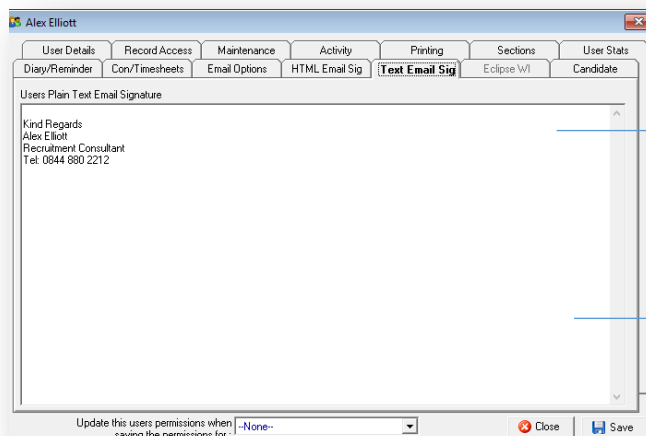 Alex Elliott
User Details Record Access Maintenance Activity Printing Sections User Stats
Diary/Reminder Con/Timesheets Email Options HTML Email Sig Text Email Sig Eclipse WI Candidate
Users Plain Text Email Signature
Kind Regards
Alex Elliott
Recruitment Consultant
Tel: 0844 880 2212
Update this users permissions when
saving the permissions for :
--None--
Close Save